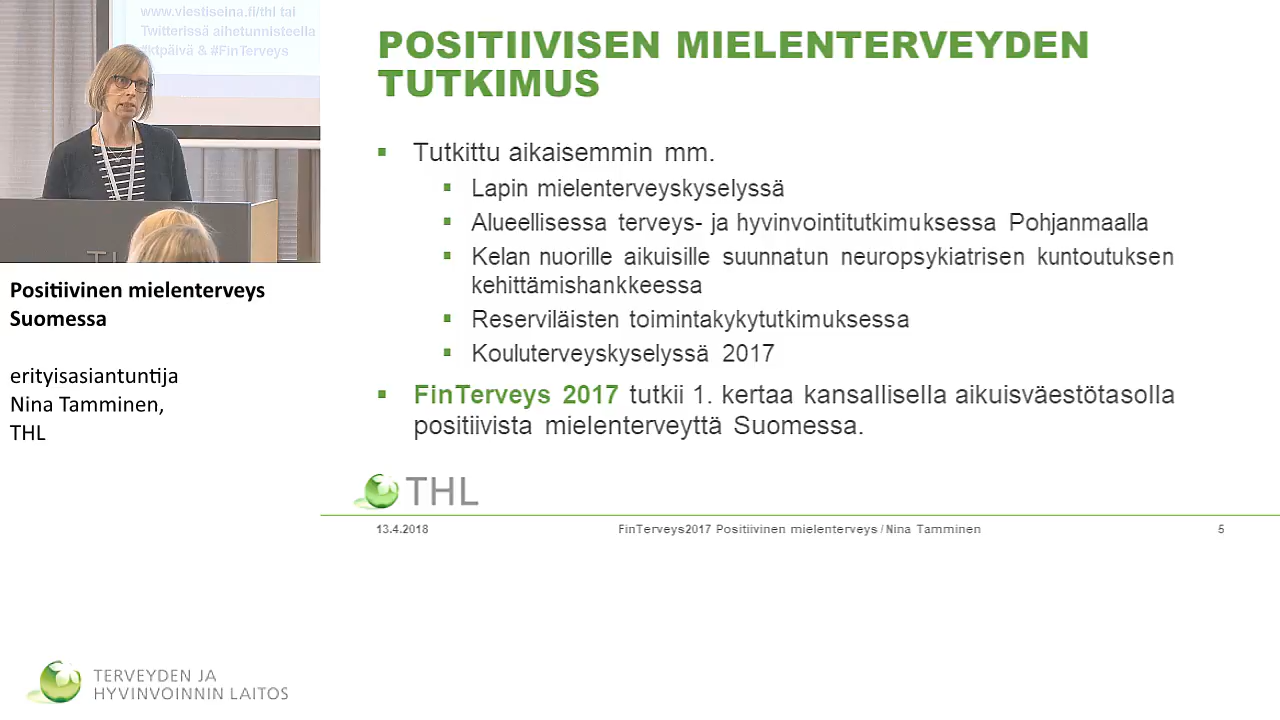 www.viestiseina.fi/thl tai
Twitterissä aihetunnisteella
#ktpäivä & #FinTerveys
THL
Positiivinen mielenterveys
Suomessa
erityisasiantuntija
Nina Tamminen,
THL
POSITIIVISEN MIELENTERVEYDEN
TUTKIMUS
Tutkittu aikaisemmin mm.
Lapin mielenterveyskyselyssä
Alueellisessa terveys- ja hyvinvointitutkimuksessa Pohjanmaalla
Kelan nuorille aikuisille suunnatun neuropsykiatrisen kuntoutuksen
kehittämishankkeessa
Reserviläisten toimintakykytutkimuksessa
Kouluterveyskyselyssä 2017
FinTerveys 2017 tutkii 1. kertaa kansallisella aikuisväestötasolla
positiivista mielenterveyttä Suomessa.
THL
13.4.2018 FinTerveys2017 Positiivinen mielenterveys / Nina Tamminen 5
TERVEYDEN JA
HYVINVOINNIN LAITOS